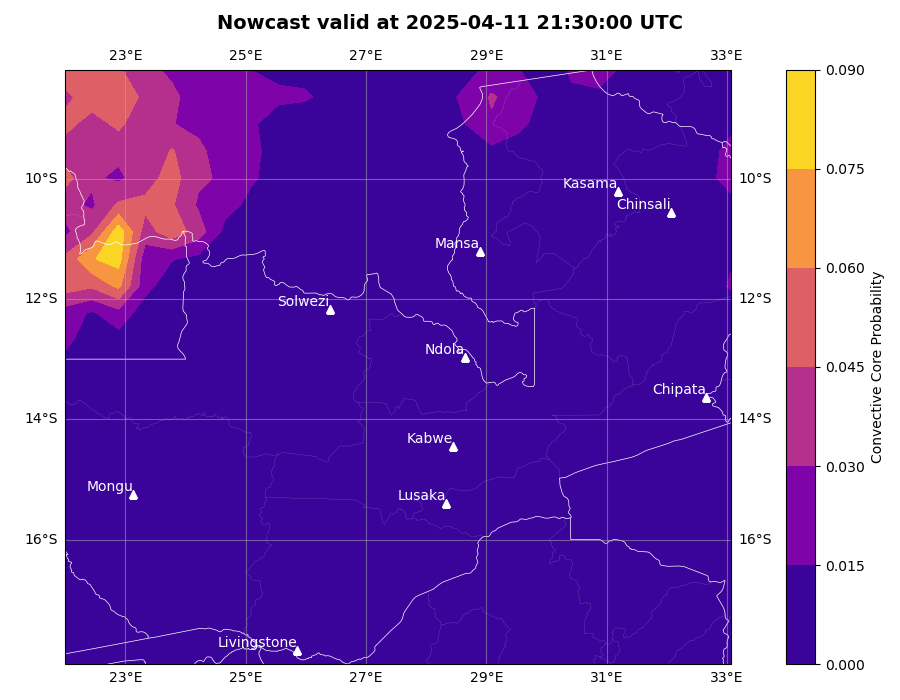 Nowcast valid at 2025-04-11 21:30:00 UTC
23°E 25°E 27°E 29°E 31°E 33°E
0.090
0.075
10°S Kasama 10°S
Chinsali
Mansa
0.060
12°S Solwezi 12°S
Ndola
0.045
Chipata
14°S 14°S
Kabwe
0.030
Mongu
Lusaka
16°S 16°S
0.015
Livingstone
0.000
23°E 25°E 27°E 29°E 31°E 33°E
Convective Core Probability